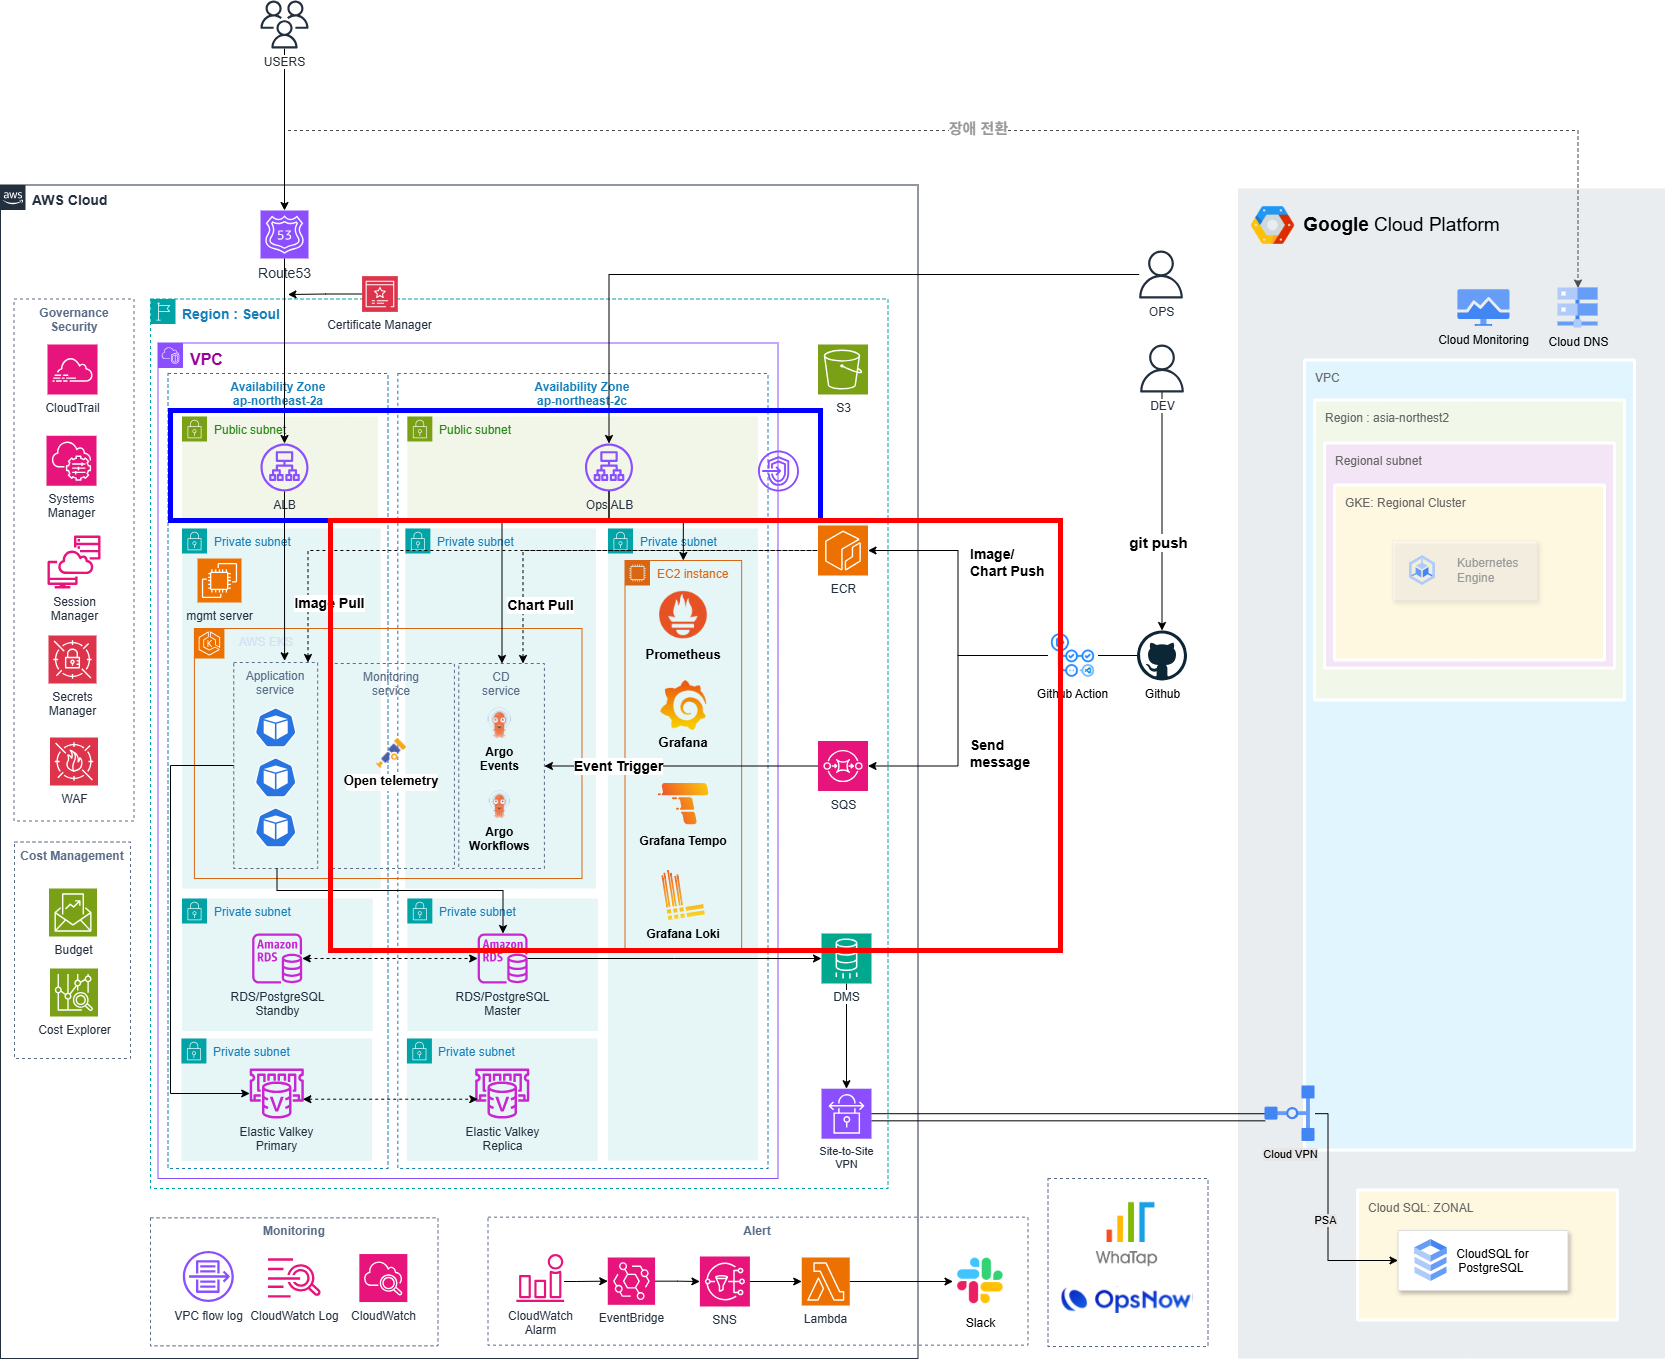 USERS
장애 전환
aws
AWS Cloud
53
Route53
Certificate Manager
Google Cloud Platform
OPS
Cloud Monitoring
Cloud DNS
Governance
Security
CloudTrail
Systems
Manager
Session
Manager
Secrets
Manager
WAF
Cost Management
Budget
Cost Explorer
Region : Seoul
VPC
Availability Zone
ap-northeast-2a
Availability Zone
ap-northeast-2c
S3
DEV
Public subnet
Public subnet
ALB
Ops ALB
Private subnet
Private subnet
Private subnet
mgmt server
Image Pull
Chart Pull
EC2 instance
ECR
Image/
Chart Push
git push
AWS EKS
Application
service
Monitoring
service
CD
service
Prometheus
Grafana
Argo
Events
Open telemetry
Event Trigger
Argo
Workflows
Grafana Tempo
Grafana Loki
SQS
Send
message
Github Action
Github
Private subnet
Private subnet
Amazon
RDS
Amazon
RDS
RDS/PostgreSQL
Standby
RDS/PostgreSQL
Master
DMS
Private subnet
Private subnet
V
V
Elastic Valkey
Primary
Elastic Valkey
Replica
Site-to-Site
VPN
VPC
Region : asia-northest2
Regional subnet
GKE: Regional Cluster
Kubernetes
Engine
Cloud VPN
PSA
Cloud SQL: ZONAL
CloudSQL for
PostgreSQL
Monitoring
VPC flow log
CloudWatch Log
CloudWatch
Alert
CloudWatch
Alarm
EventBridge
SNS
Lambda
Slack
WhaTap
OpsNow